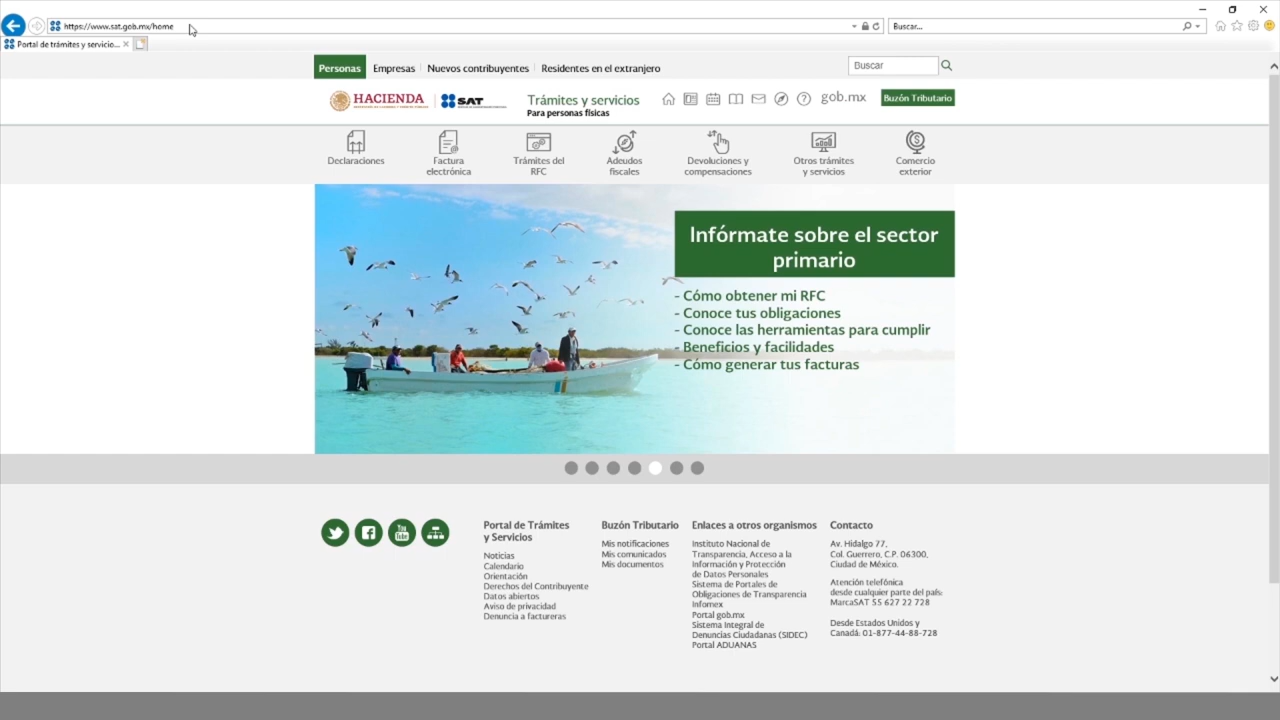 https://www.sat.gob.mx/home
Buscar...
Portal de trámites y servicio...
Personas
Empresas
Nuevos contribuyentes
Residentes en el extranjero
Buscar
HACIENDA
SAT
Trámites y servicios
Para personas físicas
gob.mx
Buzón Tributario
Declaraciones
Factura
electrónica
Trámites del
RFC
Adeudos
fiscales
Devoluciones y
compensaciones
Otros trámites
y servicios
Comercio
exterior
Infórmate sobre el sector
primario
- Cómo obtener mi RFC
- Conoce tus obligaciones
- Conoce las herramientas para cumplir
- Beneficios y facilidades
- Cómo generar tus facturas
You
Tube
Portal de Trámites
y Servicios
Noticias
Calendario
Orientación
Derechos del Contribuyente
Datos abiertos
Aviso de privacidad
Denuncia a factureras
Buzón Tributario
Mis notificaciones
Mis comunicados
Mis documentos
Enlaces a otros organismos
Instituto Nacional de
Transparencia, Acceso a la
Información y Protección
de Datos Personales
Sistema de Portales de
Obligaciones de Transparencia
Infomex
Portal gob.mx
Sistema Integral de
Denuncias Ciudadanas (SIDEC)
Portal ADUANAS
Contacto
Av. Hidalgo 77,
Col. Guerrero, C.P. 06300,
Ciudad de México.
Atención telefónica
desde cualquier parte del país:
MarcaSAT 55 627 22 728
Desde Estados Unidos y
Canadá: 01-877-44-88-728